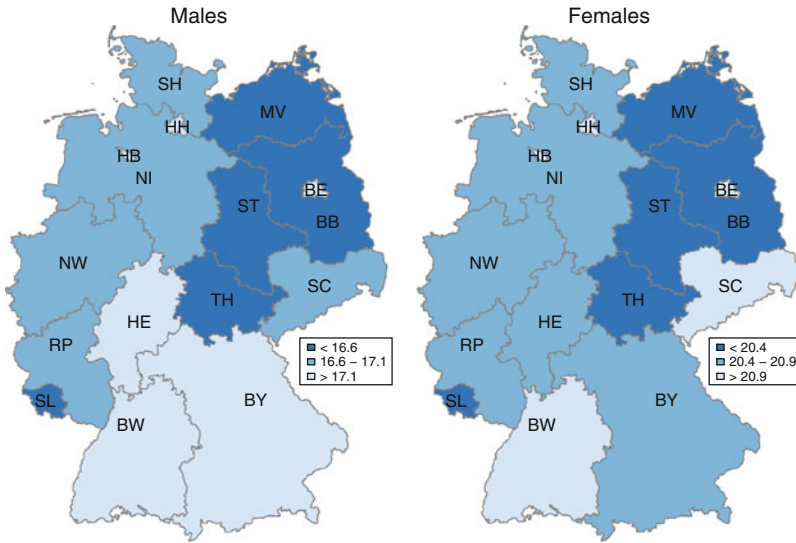 Males
SH
MV
HH
HB
NI
BE
ST
BB
NW
TH
SC
HE
RP
< 16.6
16.6 – 17.1
> 17.1
SL
BY
BW
Females
SH
MV
HH
HB
NI
BE
ST
BB
NW
TH
SC
HE
RP
< 20.4
20.4 – 20.9
> 20.9
SL
BY
BW